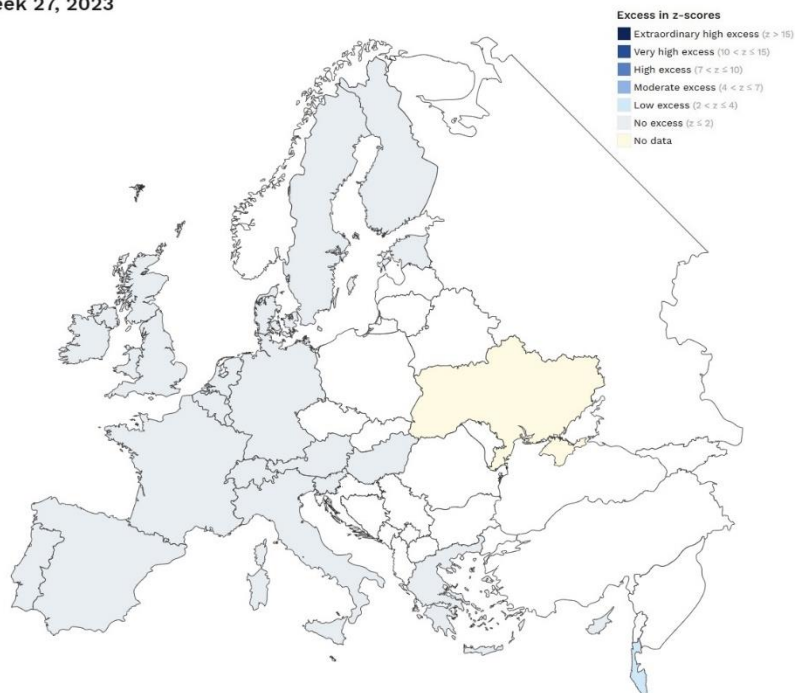 eek 27, 2023
Excess in z-scores
Extraordinary high excess (z > 15)
Very high excess (10 < z ≤ 15)
High excess (7 < z ≤ 10)
Moderate excess (4 < z ≤ 7)
Low excess (2 < z ≤ 4)
No excess (z ≤ 2)
No data